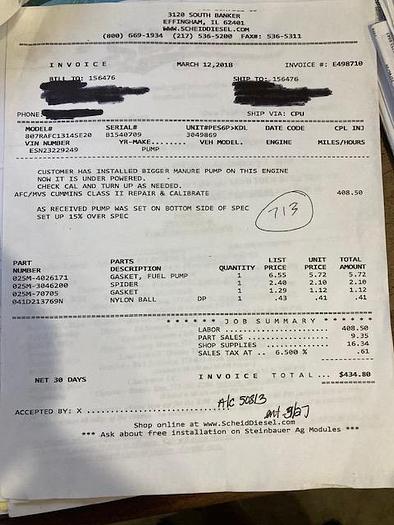 3120 SOUTH BANKER
EFFINGHAM, IL 62401
WWW.SCHEIDDIESEL.COM
(800) 669-1934 (217) 536-5200 FAX#: 536-5311
INVOICE MARCH 12,2018 INVOICE #: E498710
BILL TO: 156476 SHIP TO: 156476
PHONE: SHIP VIA: CPU
MODEL# SERIAL# UNIT#PES6P>KDL DATE CODE CPL INJ
B07RAFC13145E20 B1540709 3049869
VIN NUMBER YR-MAKE...... VEH MODEL. ENGINE MILES/HOURS
ESN23229249 PUMP
CUSTOMER HAS INSTALLED BIGGER MANURE PUMP ON THIS ENGINE
NOW IT IS UNDER POWERED.
CHECK CAL AND TURN UP AS NEEDED.
AFC/MVS CUMMINS CLASS II REPAIR & CALIBRATE 408.50
AS RECEIVED PUMP WAS SET ON BOTTOM SIDE OF SPEC
SET UP 15% OVER SPEC
713
PART PARTS LIST UNIT TOTAL
NUMBER DESCRIPTION QUANTITY PRICE PRICE AMOUNT
025M-4026171 GASKET, FUEL PUMP 1 6.55 5.72 5.72
025M-3046200 SPIDER 1 2.40 2.10 2.10
025M-70705 GASKET 1 1.29 1.12 1.12
041D213769N NYLON BALL DP 1 .43 .41 .41
* * * * * * JOB SUMMARY * * * * * *
LABOR ................. 408.50
PART SALES ............ 9.35
SHOP SUPPLIES ......... 16.34
SALES TAX AT .. 6.500 % .61
NET 30 DAYS INVOICE TOTAL... $434.80
A/C 50813
ACCEPTED BY: X ..............................
Shop online at www.ScheidDiesel.com
*** Ask about free installation on Steinbauer Ag Modules ***